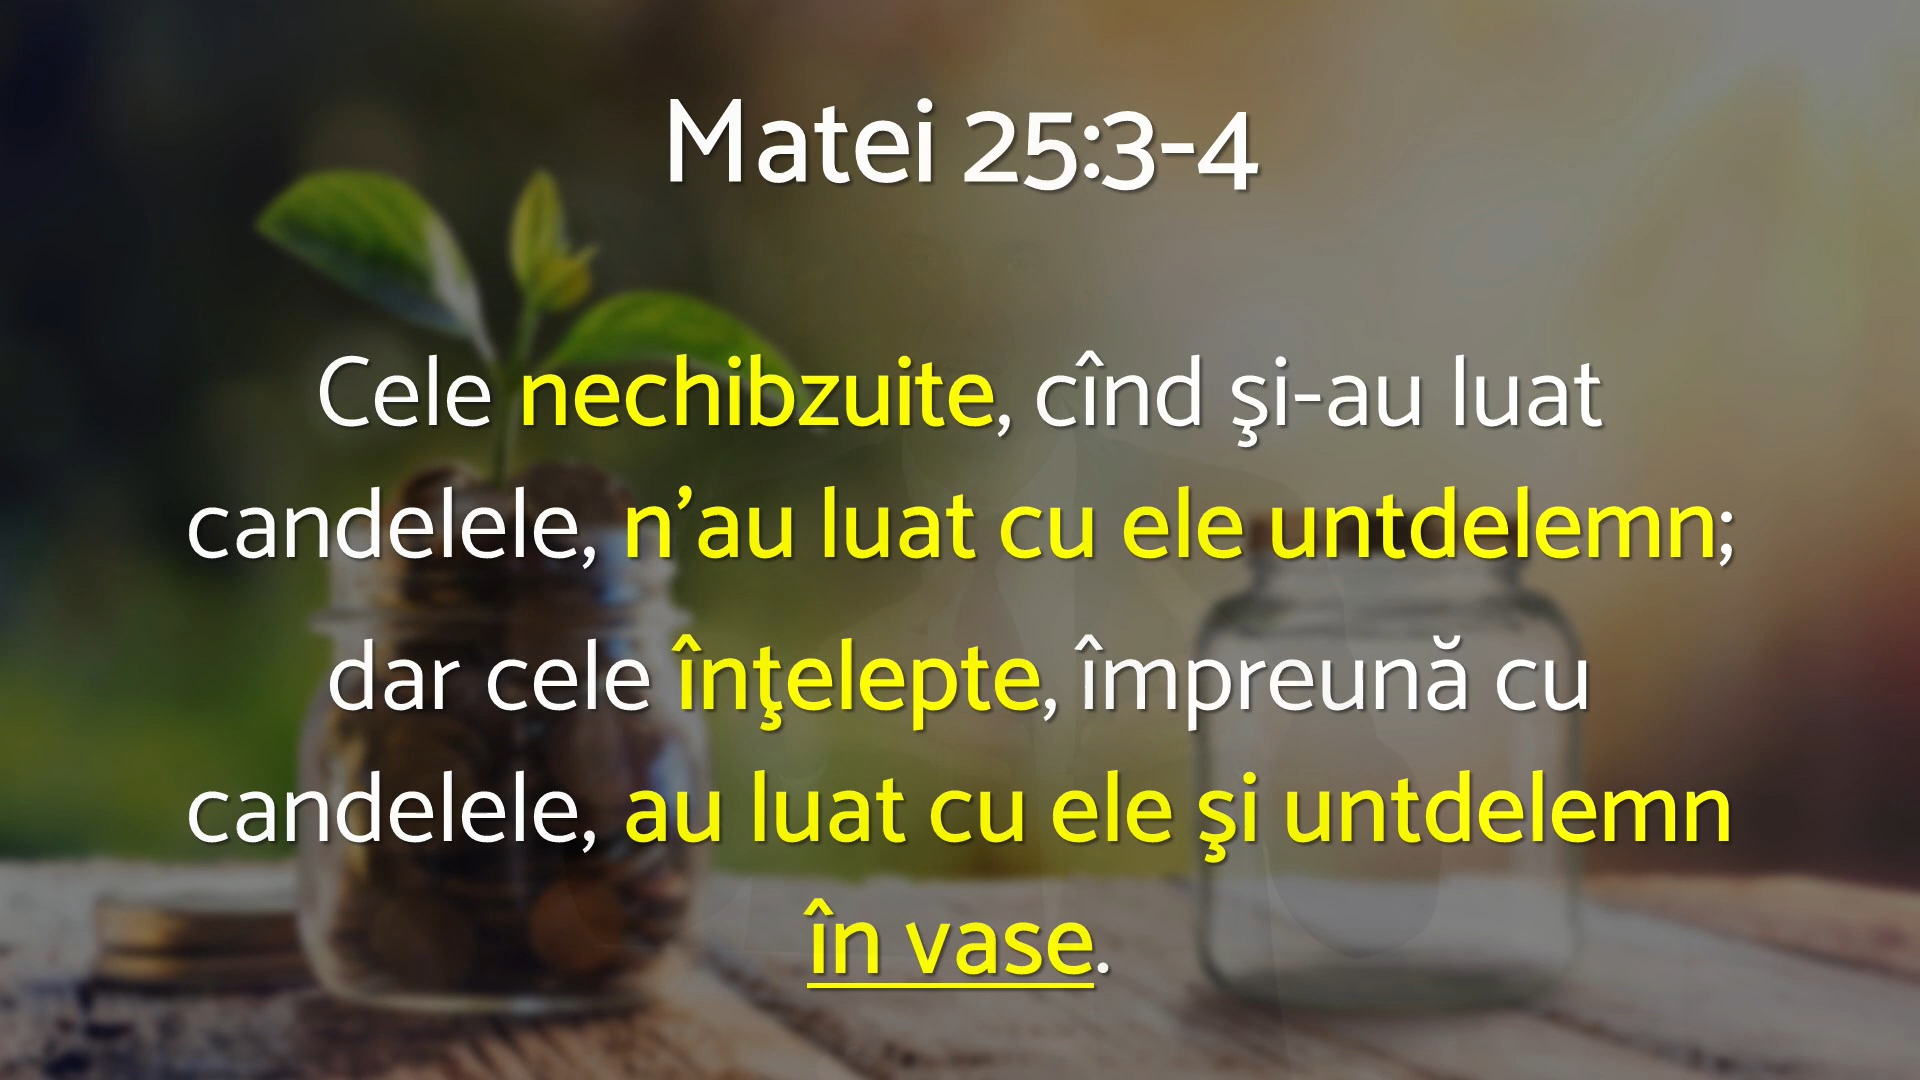 Matei 25:3-4
Cele nechibzuite, cînd şi-au luat
candelele, n’au luat cu ele untdelemn;
dar cele înţelepte, împreună cu
candelele, au luat cu ele şi untdelemn
în vase.